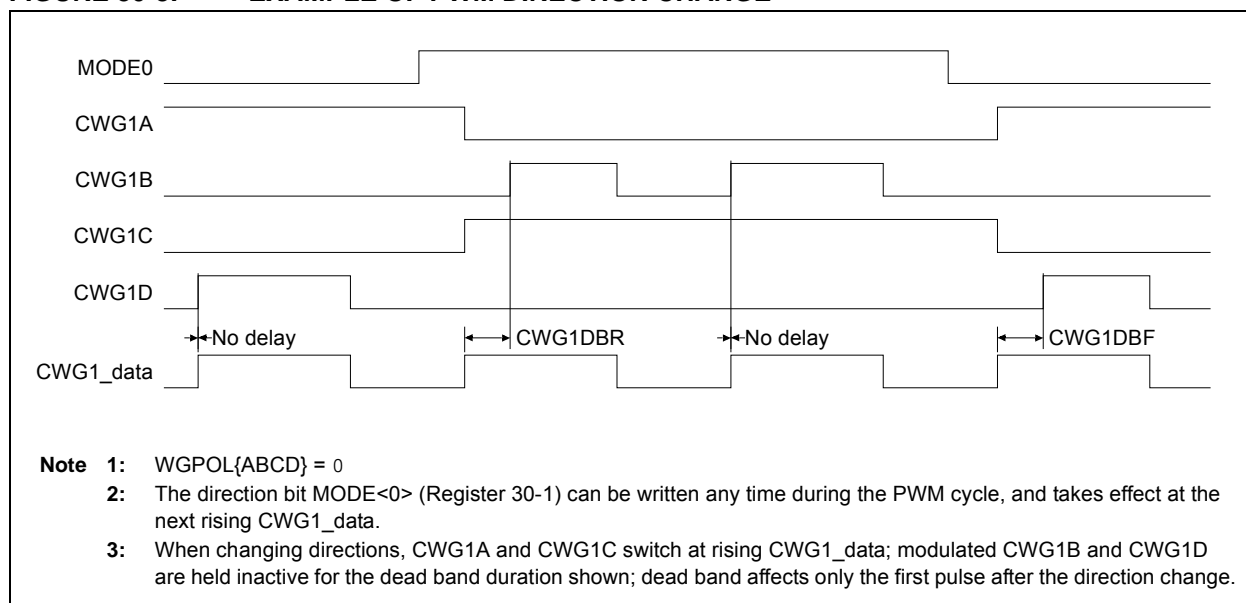 MODE0
CWG1A
CWG1B
CWG1C
CWG1D
No delay CWG1DBR No delay CWG1DBF
CWG1_data
Note 1: WGPOL{ABCD} = 0
2: The direction bit MODE<0> (Register 30-1) can be written any time during the PWM cycle, and takes effect at the
next rising CWG1_data.
3: When changing directions, CWG1A and CWG1C switch at rising CWG1_data; modulated CWG1B and CWG1D
are held inactive for the dead band duration shown; dead band affects only the first pulse after the direction change.